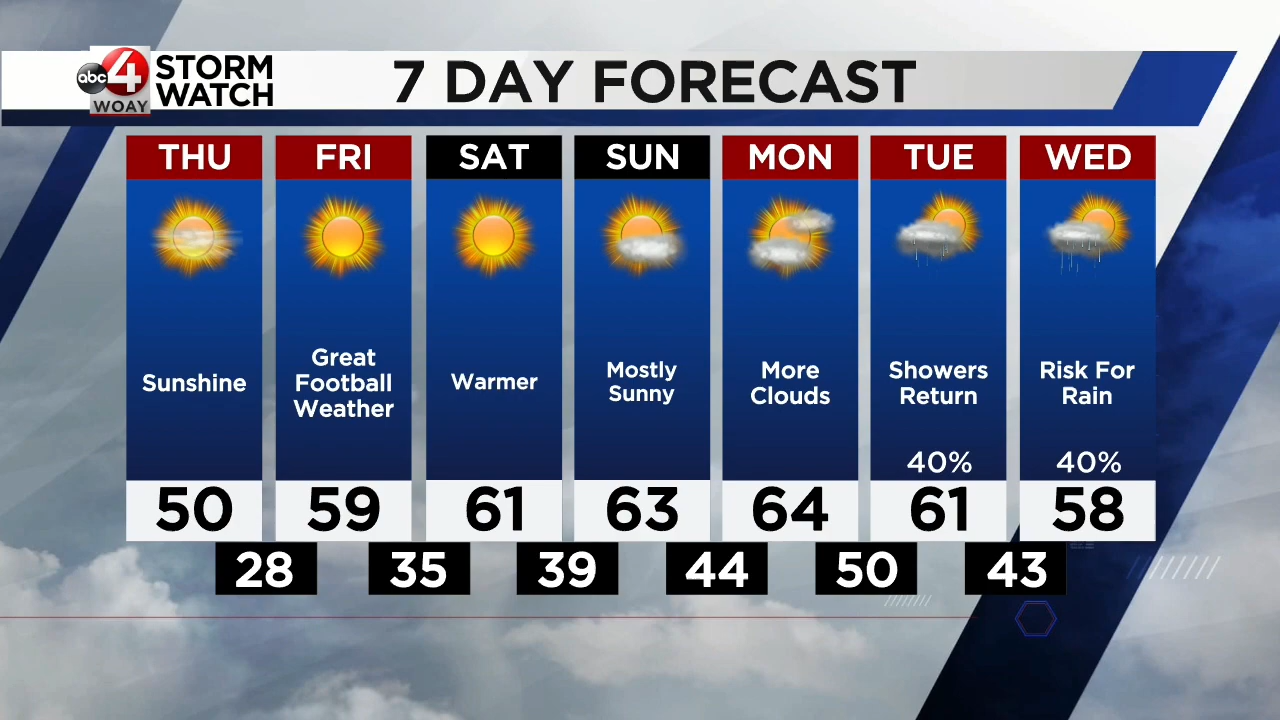 abc 4
WOAY
STORM
WATCH
7 DAY FORECAST
THU
FRI
SAT
SUN
MON
TUE
WED
Sunshine
Great
Football
Weather
Warmer
Mostly
Sunny
More
Clouds
Showers
Return
Risk For
Rain
40%
40%
50
59
61
63
64
61
58
28
35
39
44
50
43